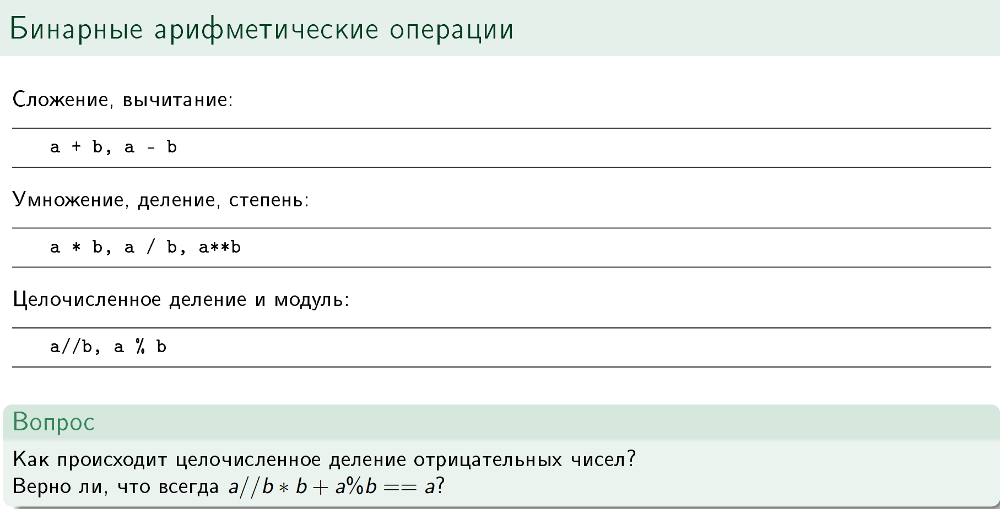 Бинарные арифметические операции
Сложение, вычитание:
a + b, a - b
Умножение, деление, степень:
a * b, a / b, a**b
Целочисленное деление и модуль:
a//b, a % b
Вопрос
Как происходит целочисленное деление отрицательных чисел?
Верно ли, что всегда a//b * b + a%b == a?